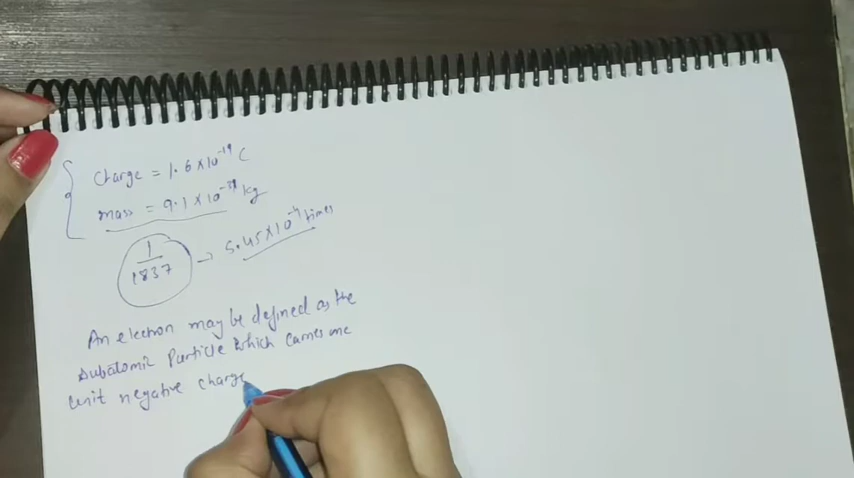 charge = 1.6 × 10⁻¹⁹ C
mass = 9.1 × 10⁻³¹ kg
1/1837 → 5.45 × 10⁻⁴ times
An electron may be defined as the
subatomic Particle which carries one
Unit negative charge